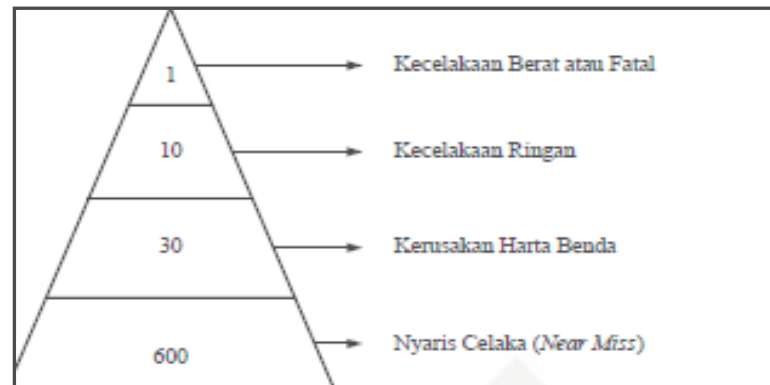 1 Kecelakaan Berat atau Fatal
10 Kecelakaan Ringan
30 Kerusakan Harta Benda
600 Nyaris Celaka (Near Miss)